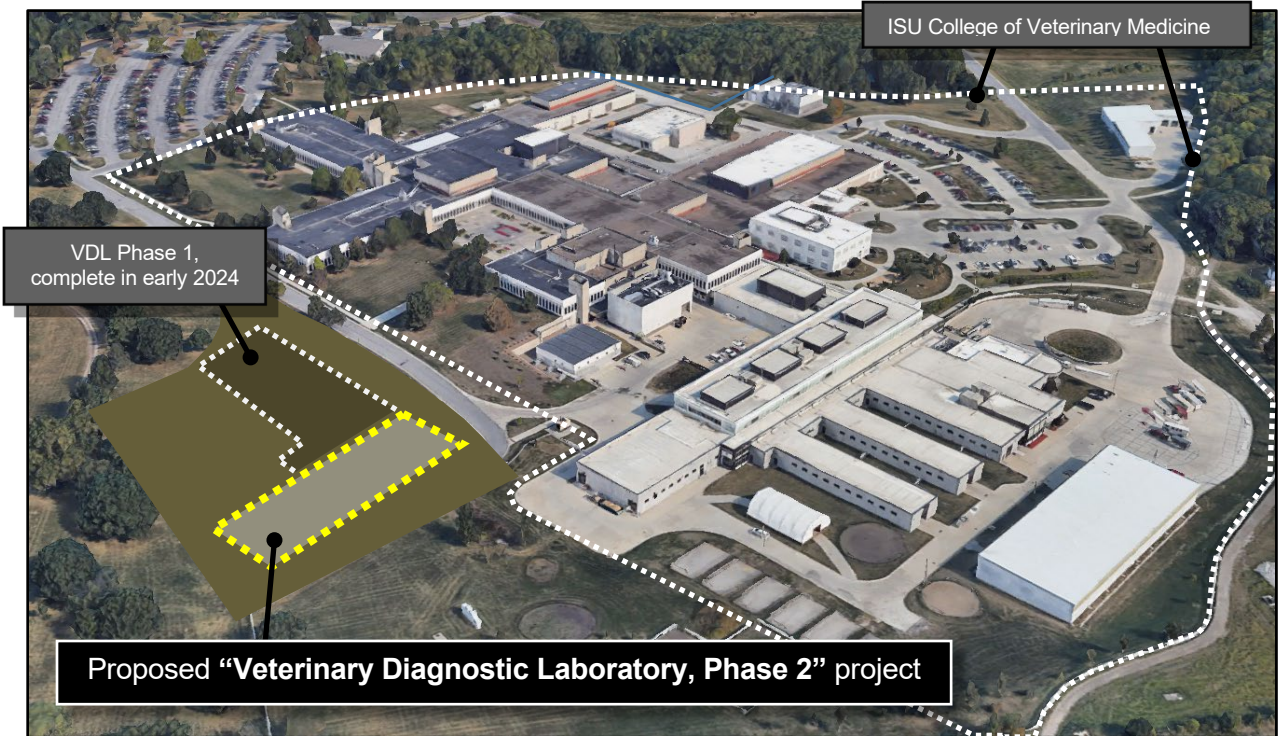 ISU College of Veterinary Medicine
VDL Phase 1,
complete in early 2024
Proposed “Veterinary Diagnostic Laboratory, Phase 2” project